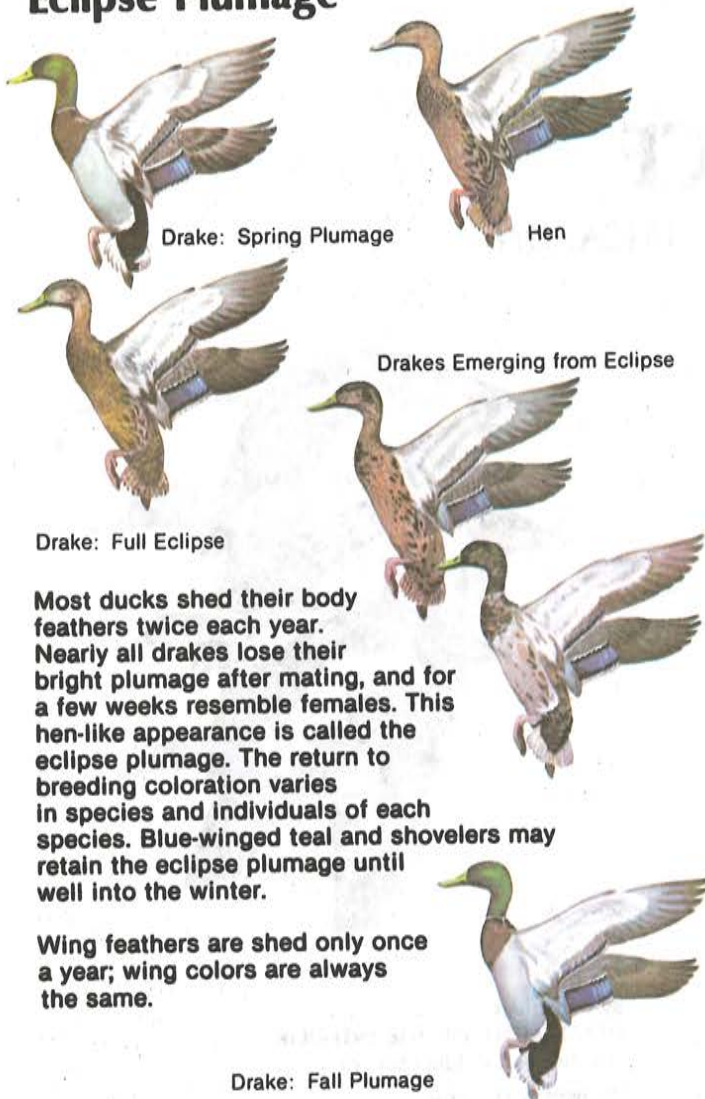 Eclipse Plumage
Drake: Spring Plumage
Hen
Drakes Emerging from Eclipse
Drake: Full Eclipse
Most ducks shed their body
feathers twice each year.
Nearly all drakes lose their
bright plumage after mating, and for
a few weeks resemble females. This
hen-like appearance is called the
eclipse plumage. The return to
breeding coloration varies
in species and individuals of each
species. Blue-winged teal and shovelers may
retain the eclipse plumage until
well into the winter.
Wing feathers are shed only once
a year; wing colors are always
the same.
Drake: Fall Plumage